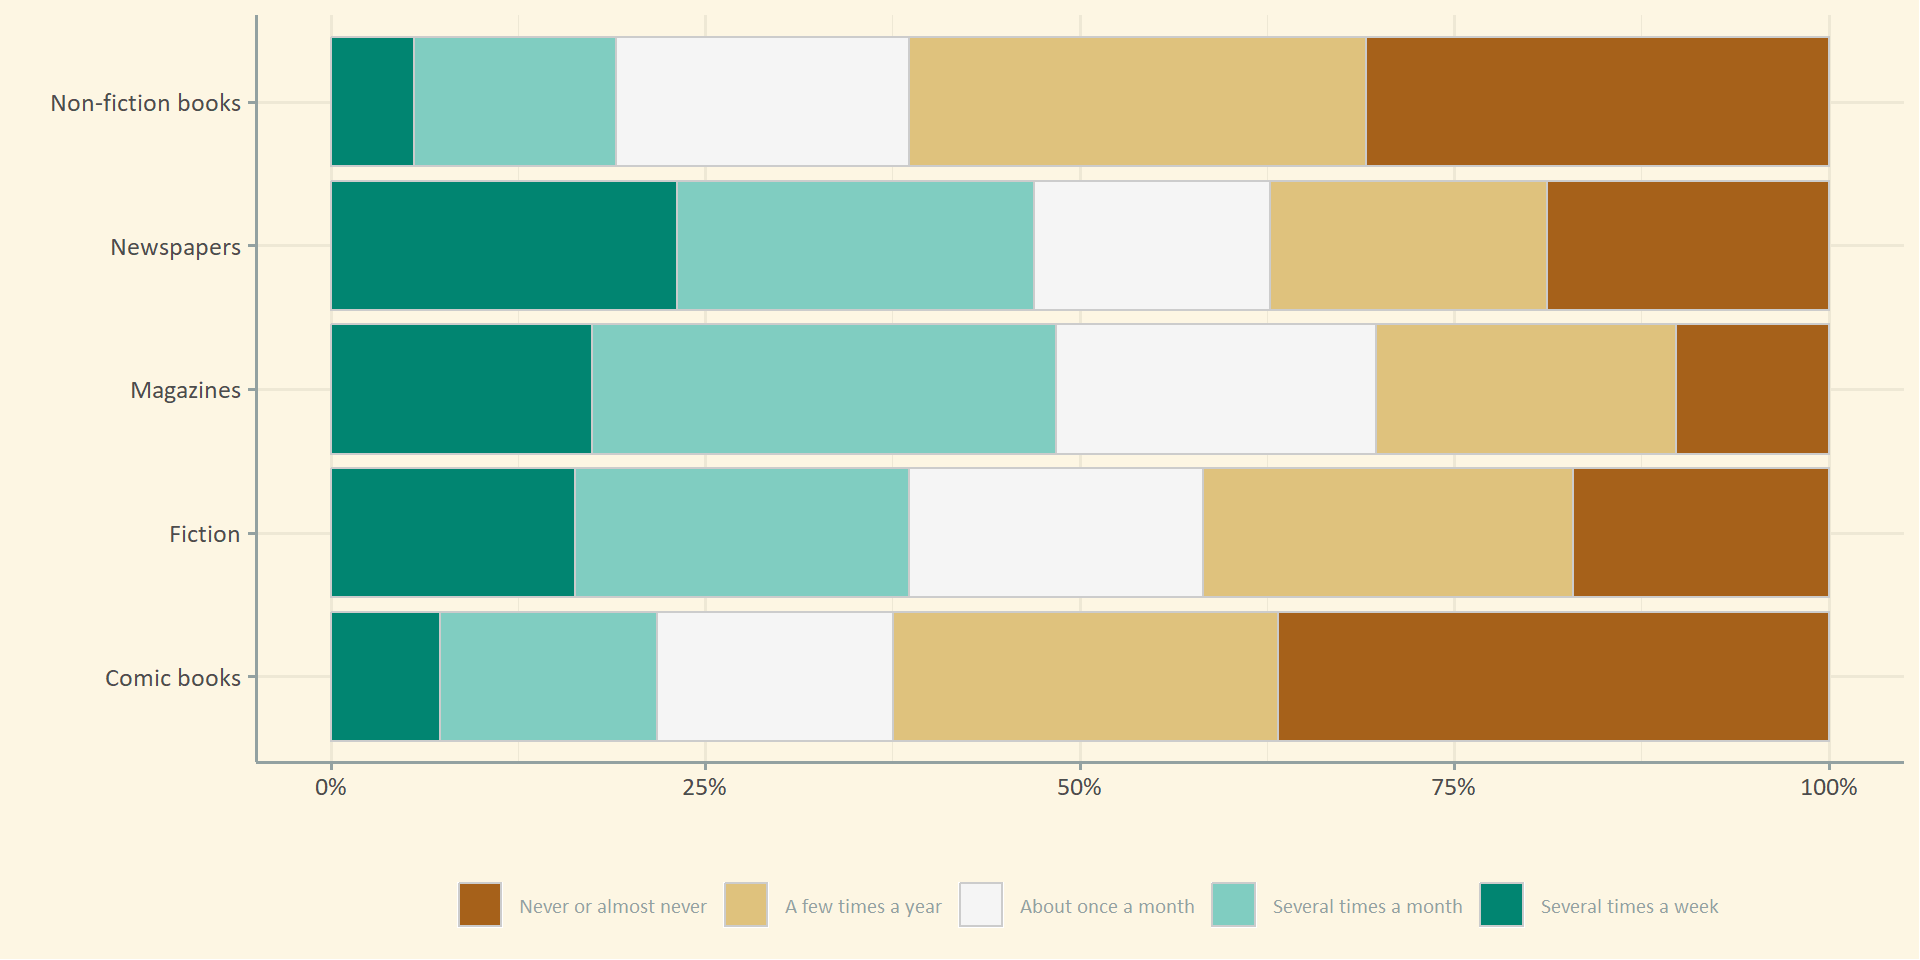 Non-fiction books
Newspapers
Magazines
Fiction
Comic books
0% 25% 50% 75% 100%
Never or almost never A few times a year About once a month Several times a month Several times a week